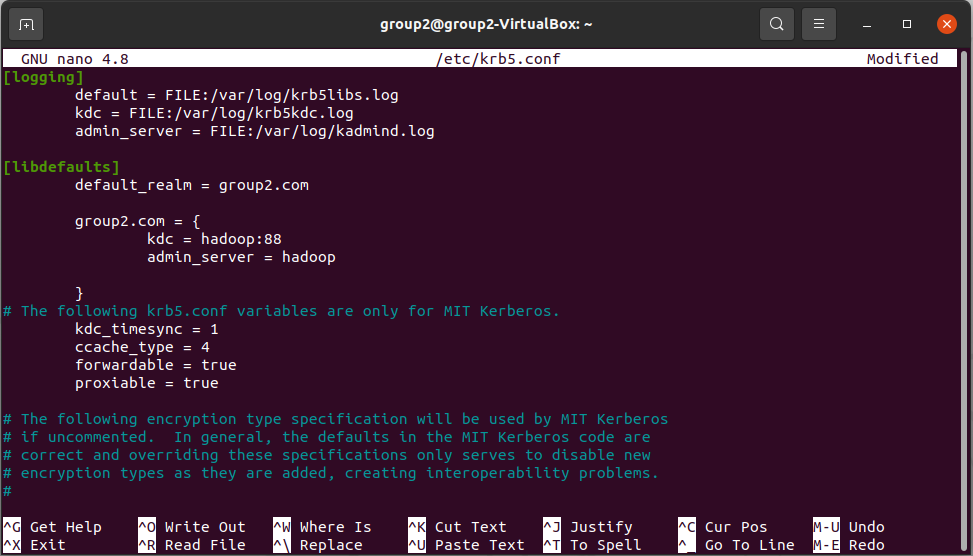 group2@group2-VirtualBox: ~
GNU nano 4.8 /etc/krb5.conf Modified
[logging]
default = FILE:/var/log/krb5libs.log
kdc = FILE:/var/log/krb5kdc.log
admin_server = FILE:/var/log/kadmind.log
[libdefaults]
default_realm = group2.com
group2.com = {
kdc = hadoop:88
admin_server = hadoop
}
# The following krb5.conf variables are only for MIT Kerberos.
kdc_timesync = 1
ccache_type = 4
forwardable = true
proxiable = true
# The following encryption type specification will be used by MIT Kerberos
# if uncommented.  In general, the defaults in the MIT Kerberos code are
# correct and overriding these specifications only serves to disable new
# encryption types as they are added, creating interoperability problems.
#
^G Get Help ^O Write Out ^W Where Is ^K Cut Text ^J Justify ^C Cur Pos M-U Undo
^X Exit ^R Read File ^\ Replace ^U Paste Text ^T To Spell ^_ Go To Line M-E Redo